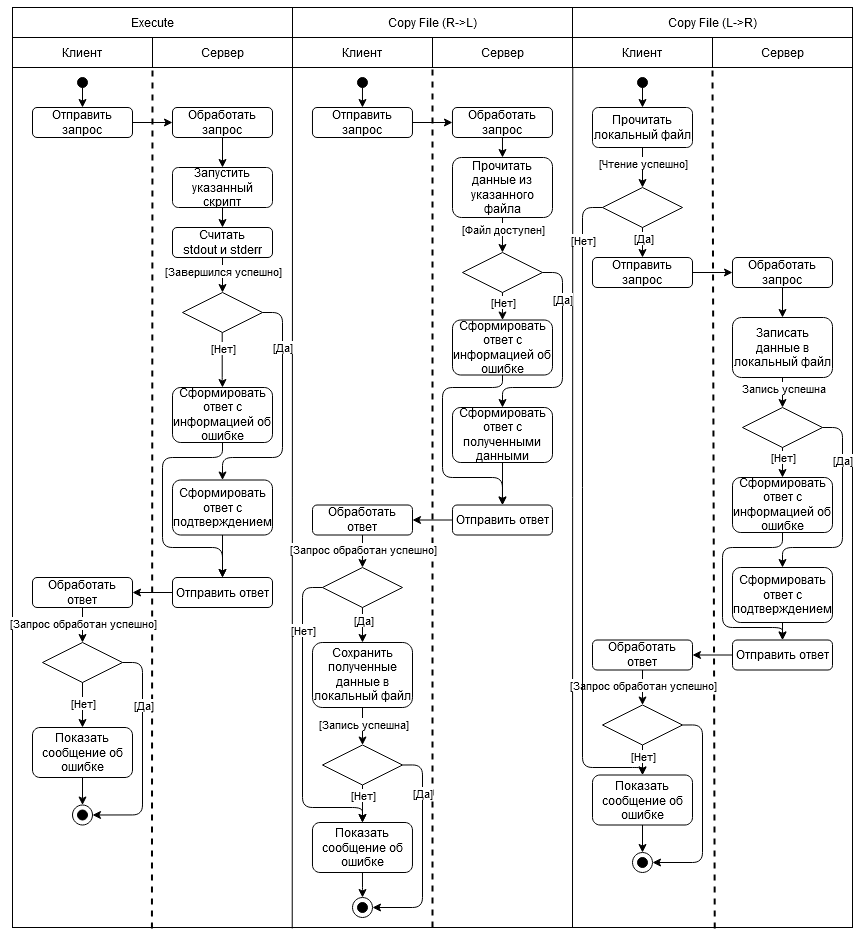 Execute
Клиент
Сервер
Отправить
запрос
Обработать
запрос
Запустить
указанный
скрипт
Считать
stdout и stderr
[Завершился успешно]
[Нет]
[Да]
Сформировать
ответ с
информацией об
ошибке
Сформировать
ответ с
подтверждением
Отправить ответ
Обработать
ответ
[Запрос обработан успешно]
[Нет]
[Да]
Показать
сообщение об
ошибке
Copy File (R->L)
Клиент
Сервер
Отправить
запрос
Обработать
запрос
Прочитать
данные из
указанного
файла
[Файл доступен]
[Нет]
[Да]
Сформировать
ответ с
информацией об
ошибке
Сформировать
ответ с
полученными
данными
Отправить ответ
Обработать
ответ
[Запрос обработан успешно]
[Нет]
[Да]
Сохранить
полученные
данные в
локальный файл
[Запись успешна]
[Нет]
[Да]
Показать
сообщение об
ошибке
Copy File (L->R)
Клиент
Сервер
Прочитать
локальный файл
[Чтение успешно]
[Нет]
[Да]
Отправить
запрос
Обработать
запрос
Записать
данные в
локальный файл
Запись успешна
[Нет]
[Да]
Сформировать
ответ с
информацией об
ошибке
Сформировать
ответ с
подтверждением
Отправить ответ
Обработать
ответ
[Запрос обработан успешно]
[Нет]
Показать
сообщение об
ошибке